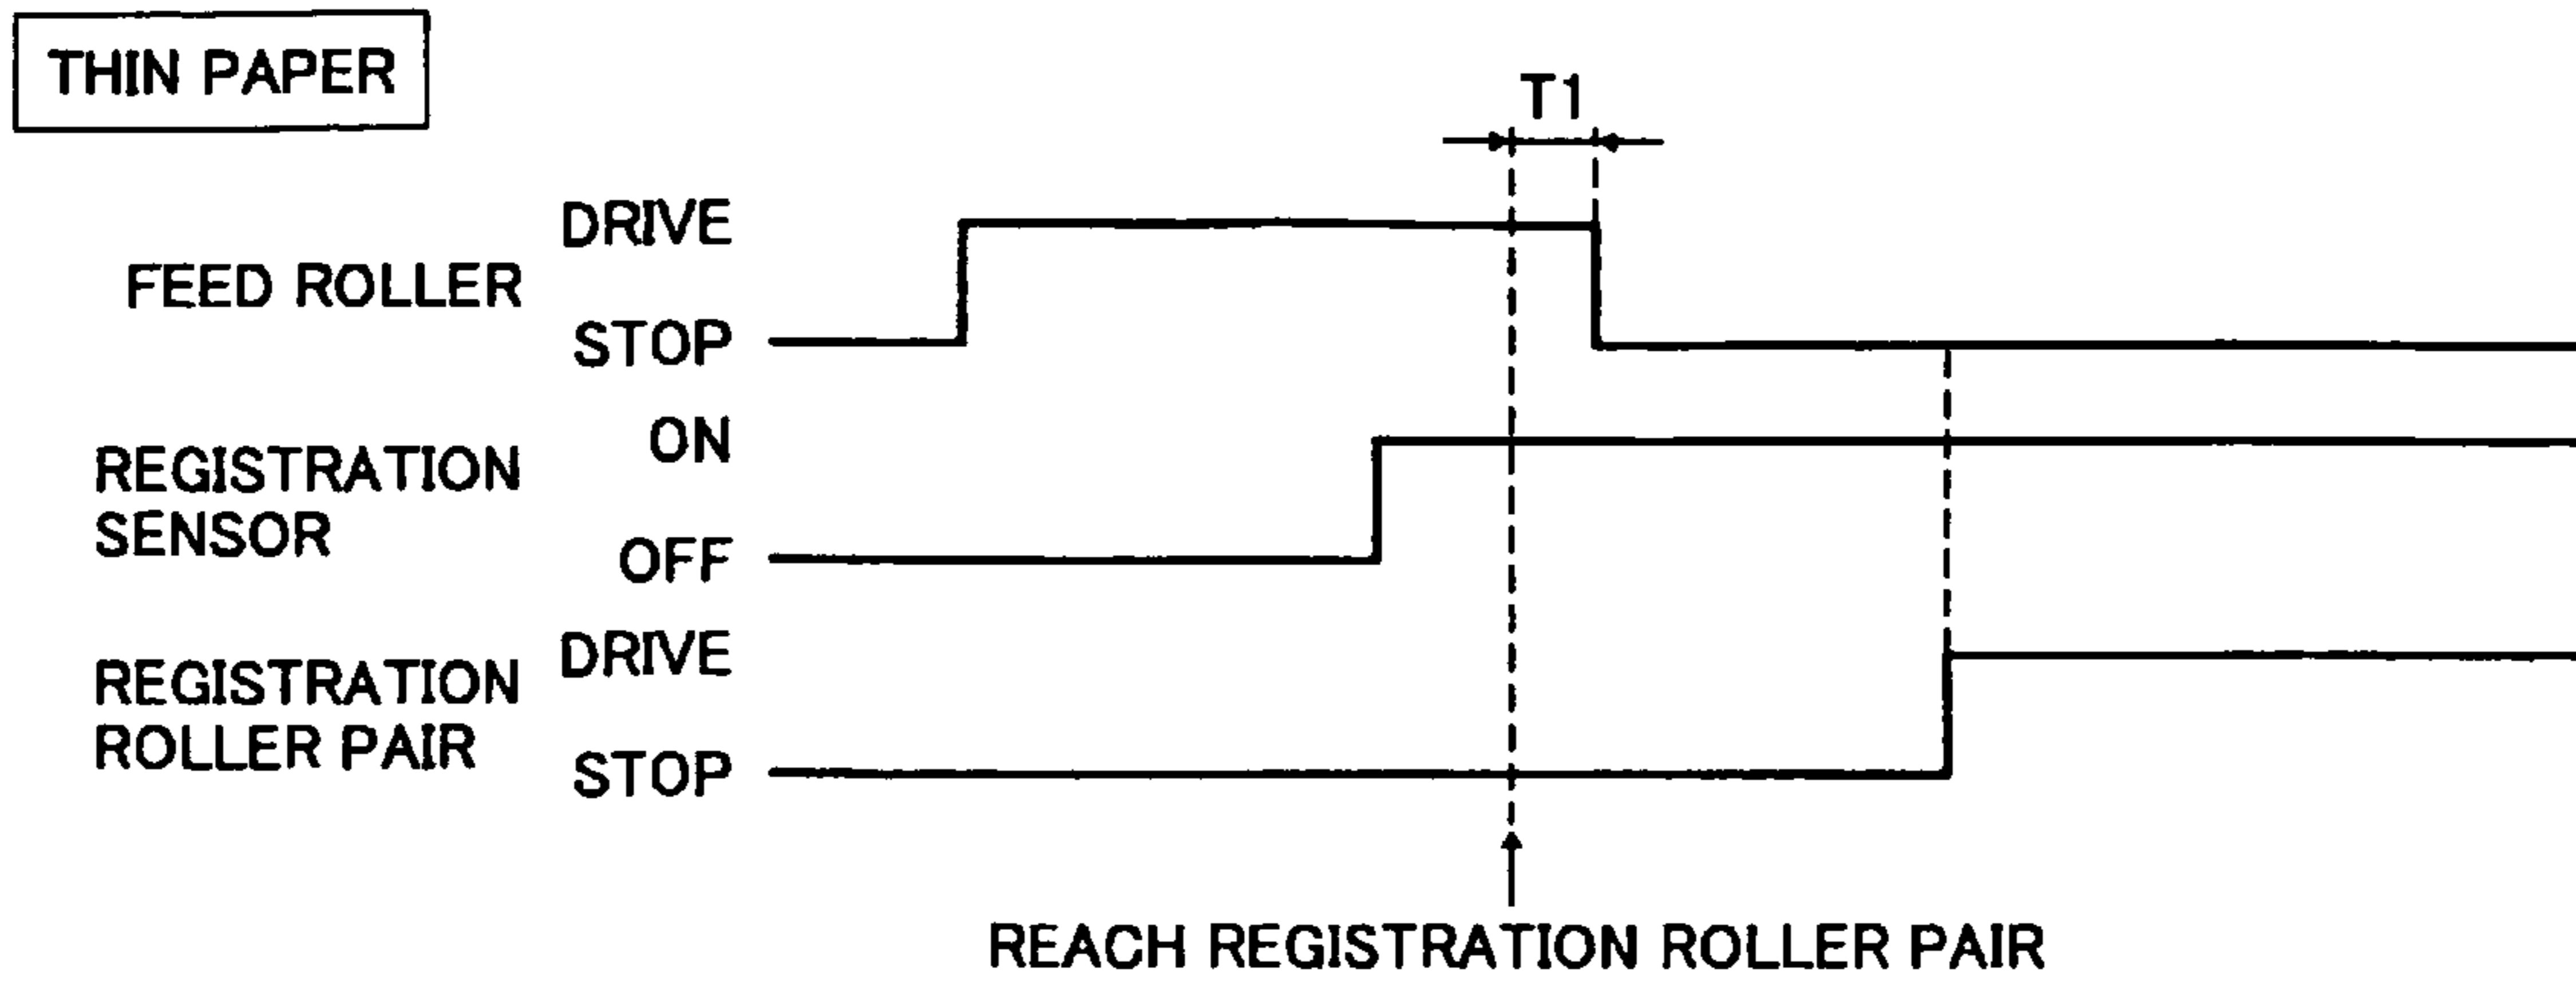 THIN PAPER
T1
FEED ROLLER
DRIVE
STOP
REGISTRATION
SENSOR
ON
OFF
REGISTRATION
ROLLER PAIR
DRIVE
STOP
REACH REGISTRATION ROLLER PAIR